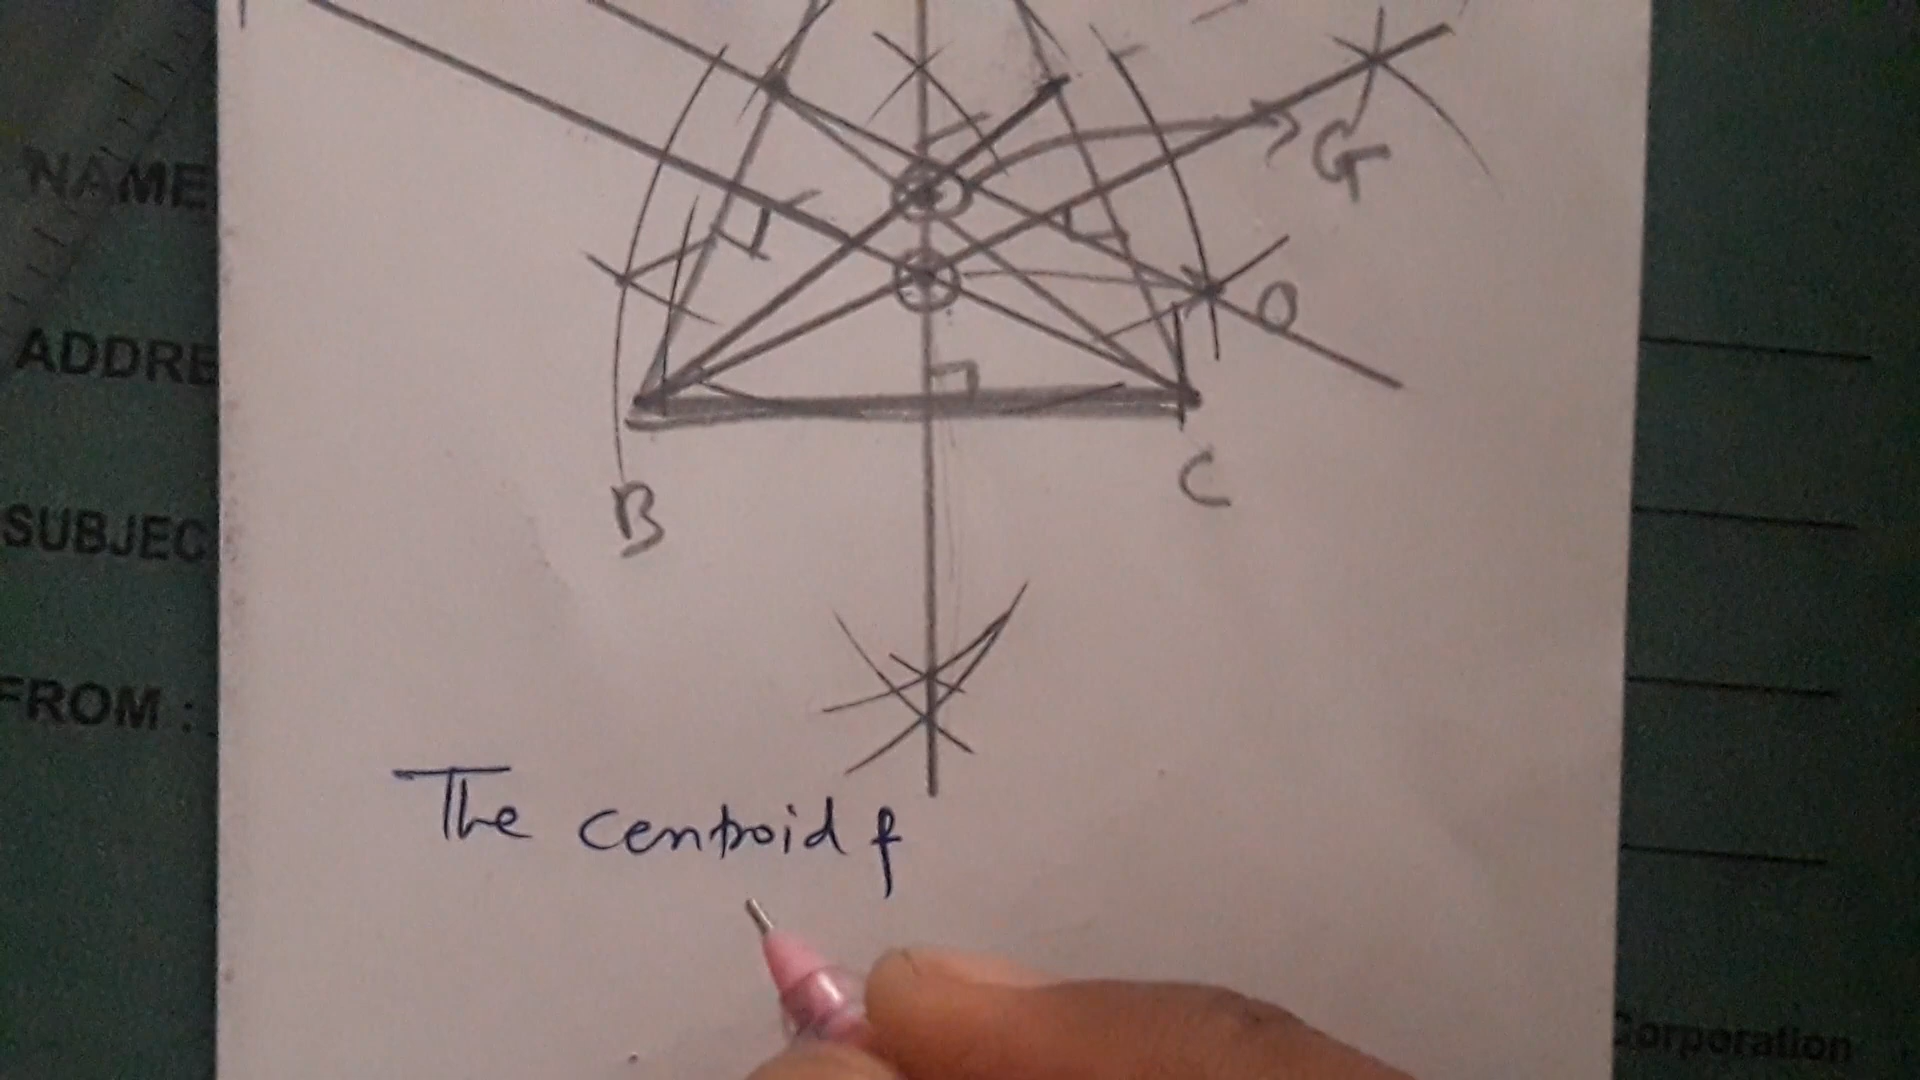 G
NAME
O
ADDRE
B
C
SUBJEC
FROM :
The centroid f
Corporation